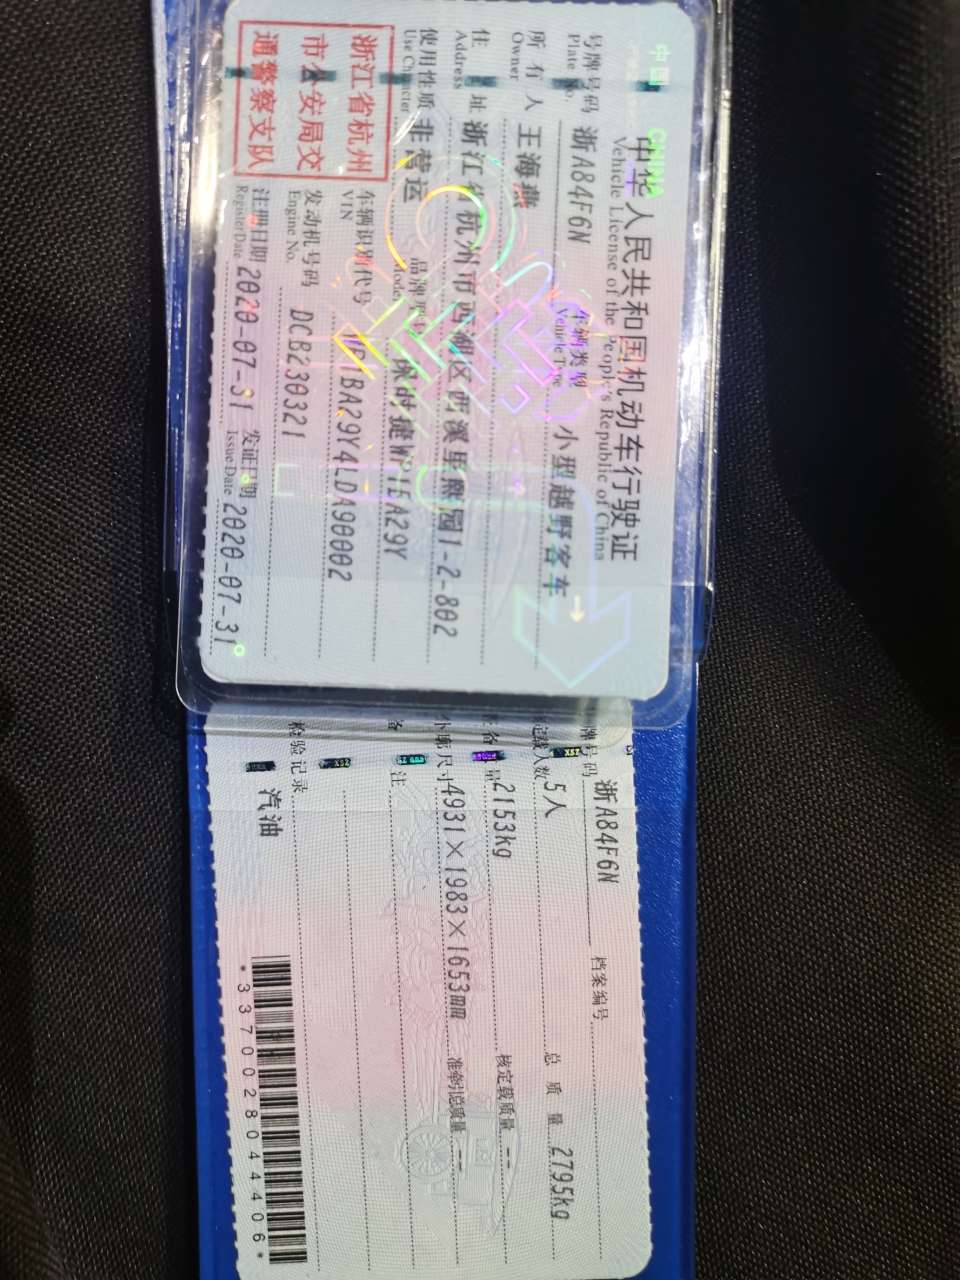 中国 CHINA
中华人民共和国机动车行驶证
Vehicle License of the People's Republic of China
号牌号码 浙A84F6N 车辆类型 小型越野客车
Plate No. Vehicle Type
所有人 王海燕
Owner
住址 浙江省杭州市西湖区西溪里熙园1-2-802
Address
使用性质 非营运 品牌型号 保时捷WP1BA29Y
Use Character Model
浙江省杭州
市公安局交
通警察支队
车辆识别代号 WP1BA29Y4LDA90002
VIN
发动机号码 DCB230321
Engine No.
注册日期 2020-07-31 发证日期 2020-07-31
Register Date Issue Date
号牌号码 浙A84F6N 档案编号
定载人数 5人 总质量 2795kg
整备质量 2153kg 核定载质量 --
外廓尺寸 4931×1983×1653mm 准牵引总质量 --
备注
检验记录
汽油
*3370028044406*